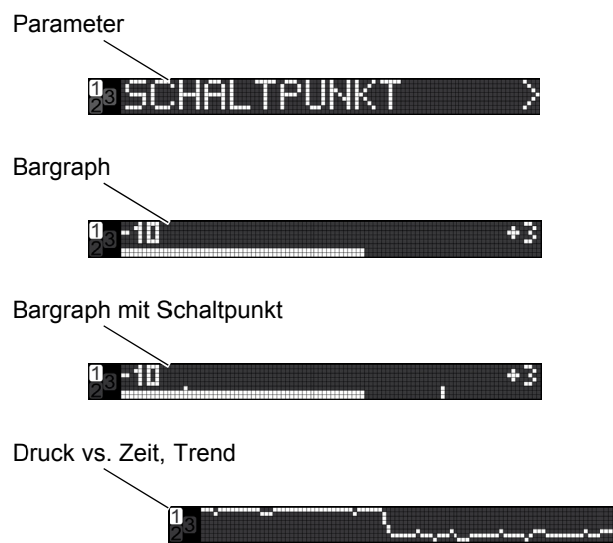 Parameter
1 2 3 SCHALTPUNKT >
Bargraph
1 2 3 -10 +3
Bargraph mit Schaltpunkt
1 2 3 -10 +3
Druck vs. Zeit, Trend
1 2 3